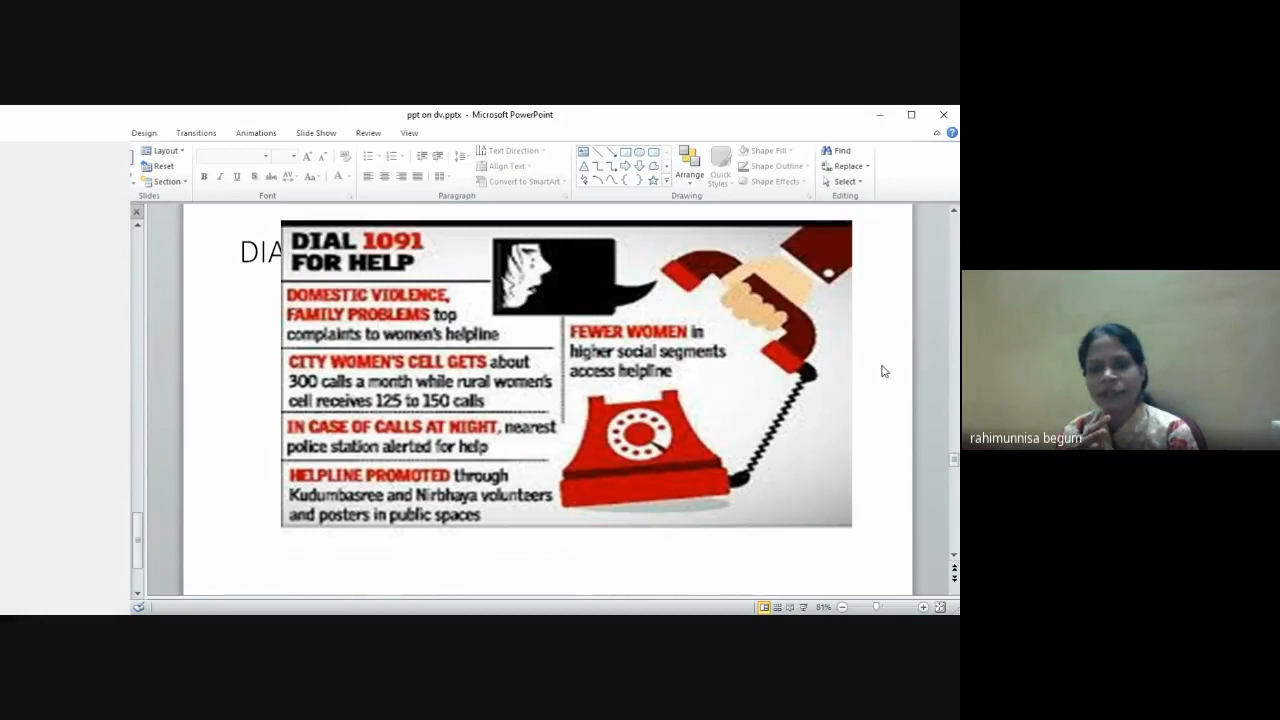 ppt on dv.pptx - Microsoft PowerPoint
Design Transitions Animations Slide Show Review View
Layout
Reset
Section
Slides
B I U S abc AV Aa A
Font
Text Direction
Align Text
Convert to SmartArt
Paragraph
Arrange
Quick
Styles
Shape Fill
Shape Outline
Shape Effects
Drawing
Find
Replace
Select
Editing
DIA
DIAL 1091
FOR HELP
DOMESTIC VIOLENCE,
FAMILY PROBLEMS top
complaints to women's helpline
CITY WOMEN'S CELL GETS about
300 calls a month while rural women's
cell receives 125 to 150 calls
IN CASE OF CALLS AT NIGHT, nearest
police station alerted for help
HELPLINE PROMOTED through
Kudumbasree and Nirbhaya volunteers
and posters in public spaces
FEWER WOMEN in
higher social segments
access helpline
81%
rahimunnisa begum